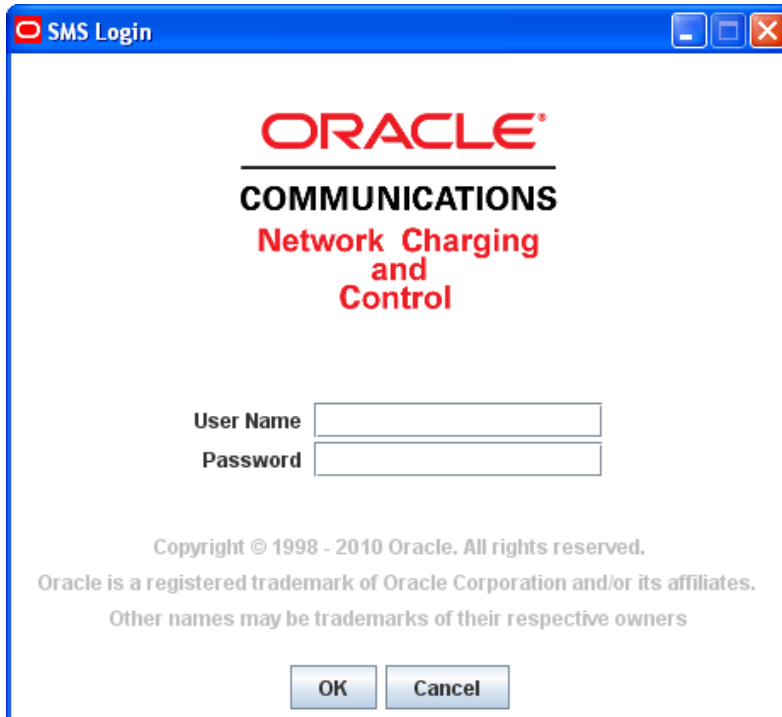 SMS Login
ORACLE®
COMMUNICATIONS
Network Charging
and
Control
User Name
Password
Copyright © 1998 - 2010 Oracle. All rights reserved.
Oracle is a registered trademark of Oracle Corporation and/or its affiliates.
Other names may be trademarks of their respective owners
OK Cancel